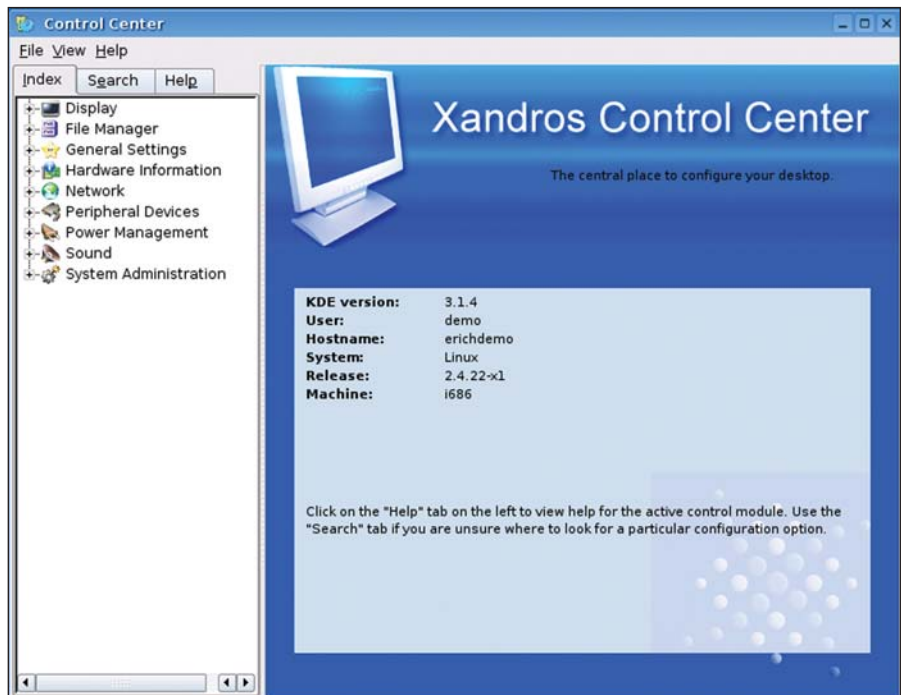 Control Center
File View Help
Index Search Help
Display
File Manager
General Settings
Hardware Information
Network
Peripheral Devices
Power Management
Sound
System Administration
Xandros Control Center
The central place to configure your desktop.
KDE version: 3.1.4
User: demo
Hostname: erichdemo
System: Linux
Release: 2.4.22-x1
Machine: i686
Click on the "Help" tab on the left to view help for the active control module. Use the
"Search" tab if you are unsure where to look for a particular configuration option.